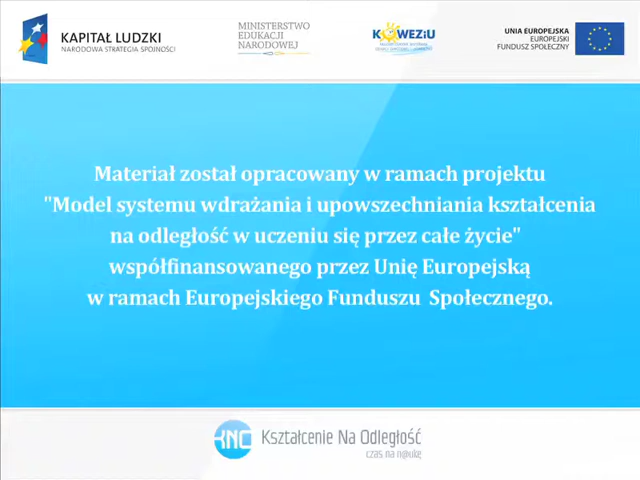 KAPITAŁ LUDZKI
NARODOWA STRATEGIA SPÓJNOŚCI
MINISTERSTWO
EDUKACJI
NARODOWEJ
KOWEZiU
UNIA EUROPEJSKA
EUROPEJSKI
FUNDUSZ SPOŁECZNY
Materiał został opracowany w ramach projektu
"Model systemu wdrażania i upowszechniania kształcenia
na odległość w uczeniu się przez całe życie"
współfinansowanego przez Unię Europejską
w ramach Europejskiego Funduszu Społecznego.
KNO Kształcenie Na Odległość
czas na n@ukę